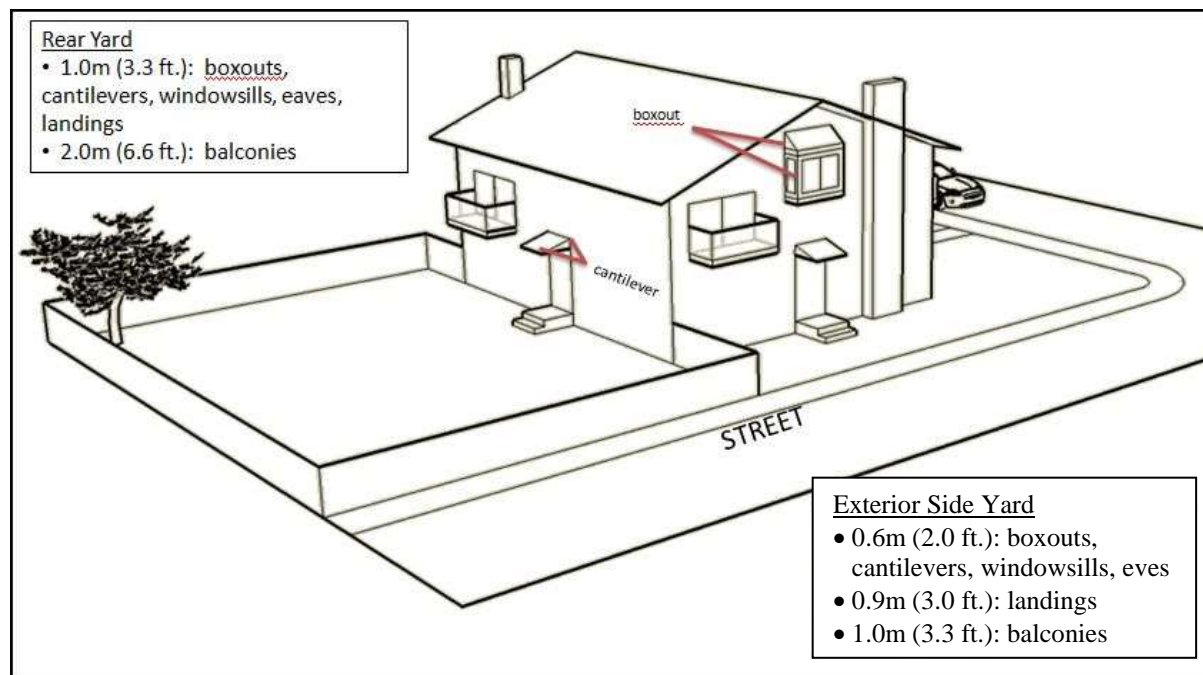 Rear Yard
• 1.0m (3.3 ft.): boxouts,
cantilevers, windowsills, eaves,
landings
• 2.0m (6.6 ft.): balconies
boxout
cantilever
STREET
Exterior Side Yard
• 0.6m (2.0 ft.): boxouts,
cantilevers, windowsills, eves
• 0.9m (3.0 ft.): landings
• 1.0m (3.3 ft.): balconies